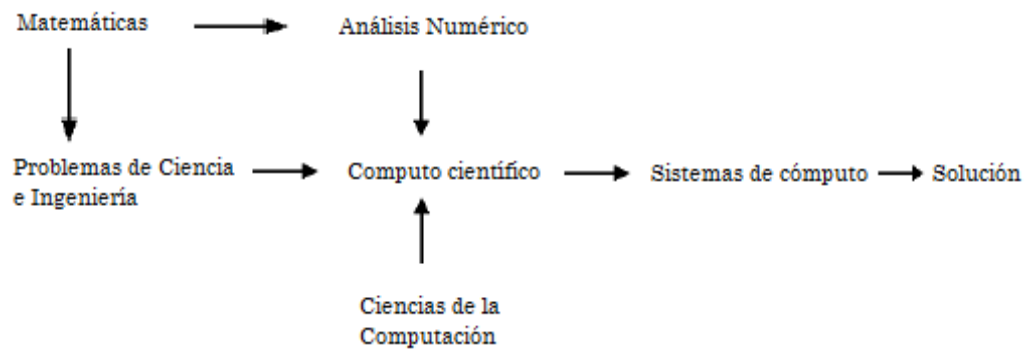 Matemáticas
Análisis Numérico
Problemas de Ciencia
e Ingeniería
Computo científico
Sistemas de cómputo
Solución
Ciencias de la
Computación